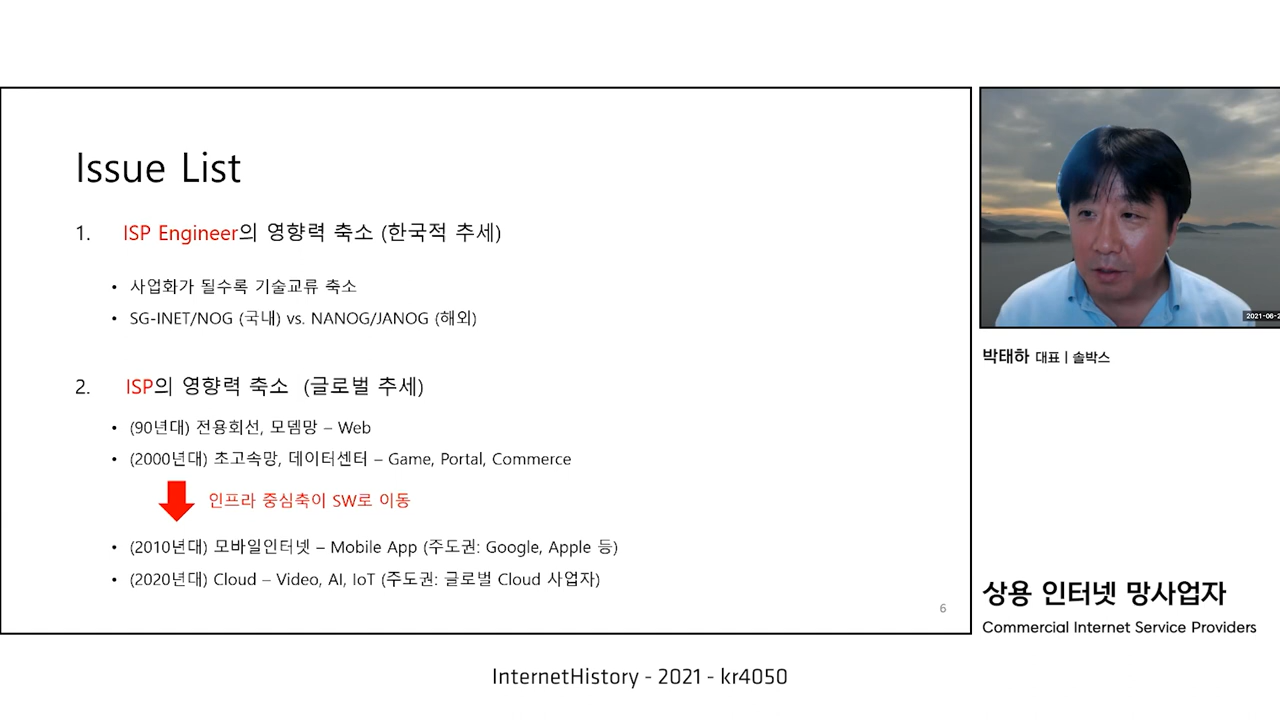 Issue List
1. ISP Engineer의 영향력 축소 (한국적 추세)
• 사업화가 될수록 기술교류 축소
• SG-INET/NOG (국내) vs. NANOG/JANOG (해외)
2. ISP의 영향력 축소 (글로벌 추세)
• (90년대) 전용회선, 모뎀망 – Web
• (2000년대) 초고속망, 데이터센터 – Game, Portal, Commerce
인프라 중심축이 SW로 이동
• (2010년대) 모바일인터넷 – Mobile App (주도권: Google, Apple 등)
• (2020년대) Cloud – Video, AI, IoT (주도권: 글로벌 Cloud 사업자)
6
박태하 대표 | 솔박스
상용 인터넷 망사업자
Commercial Internet Service Providers
InternetHistory - 2021 - kr4050